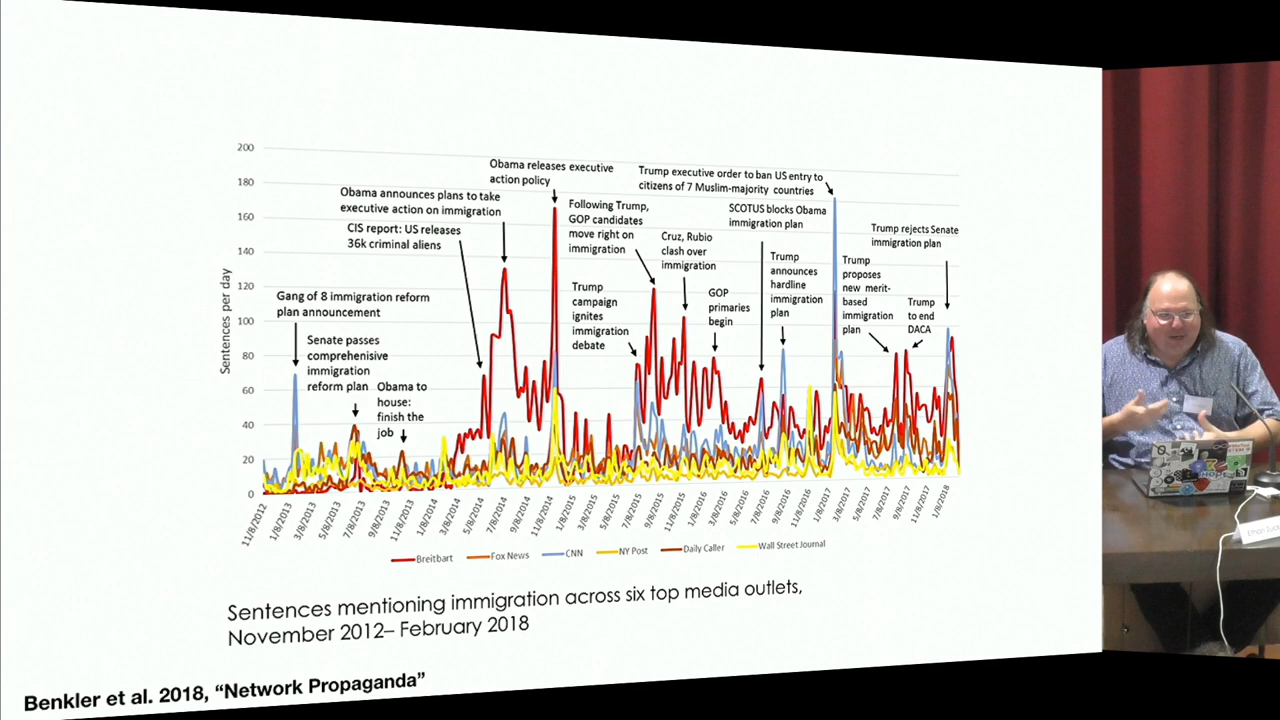 200
180
160
140
120
100
80
60
40
20
0
Sentences per day
Gang of 8 immigration reform
plan announcement
Senate passes
comprehenisive
immigration
reform plan
Obama to
house:
finish the
job
CIS report: US releases
36k criminal aliens
Obama announces plans to take
executive action on immigration
Obama releases executive
action policy
Trump
campaign
ignites
immigration
debate
Following Trump,
GOP candidates
move right on
immigration
Cruz, Rubio
clash over
immigration
GOP
primaries
begin
SCOTUS blocks Obama
immigration plan
Trump
announces
hardline
immigration
plan
Trump executive order to ban US entry to
citizens of 7 Muslim-majority countries
Trump
proposes
new merit-
based
immigration
plan
Trump
to end
DACA
Trump rejects Senate
immigration plan
11/8/2012
1/8/2013
3/8/2013
5/8/2013
7/8/2013
9/8/2013
11/8/2013
1/8/2014
3/8/2014
5/8/2014
7/8/2014
9/8/2014
11/8/2014
1/8/2015
3/8/2015
5/8/2015
7/8/2015
9/8/2015
11/8/2015
1/8/2016
3/8/2016
5/8/2016
7/8/2016
9/8/2016
11/8/2016
1/8/2017
3/8/2017
5/8/2017
7/8/2017
9/8/2017
11/8/2017
1/8/2018
Breitbart
Fox News
CNN
NY Post
Daily Caller
Wall Street Journal
Sentences mentioning immigration across six top media outlets,
November 2012– February 2018
Benkler et al. 2018, “Network Propaganda”
Ethan